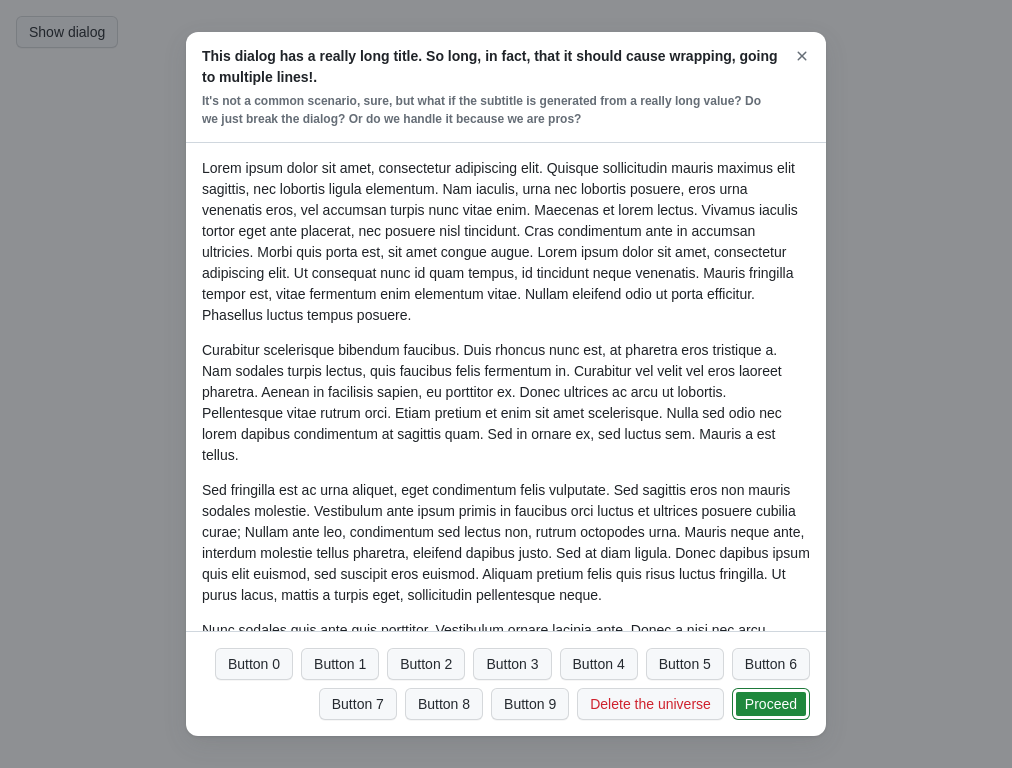 Show dialog
This dialog has a really long title. So long, in fact, that it should cause wrapping, going
to multiple lines!.
It's not a common scenario, sure, but what if the subtitle is generated from a really long value? Do
we just break the dialog? Or do we handle it because we are pros?
Lorem ipsum dolor sit amet, consectetur adipiscing elit. Quisque sollicitudin mauris maximus elit
sagittis, nec lobortis ligula elementum. Nam iaculis, urna nec lobortis posuere, eros urna
venenatis eros, vel accumsan turpis nunc vitae enim. Maecenas et lorem lectus. Vivamus iaculis
tortor eget ante placerat, nec posuere nisl tincidunt. Cras condimentum ante in accumsan
ultricies. Morbi quis porta est, sit amet congue augue. Lorem ipsum dolor sit amet, consectetur
adipiscing elit. Ut consequat nunc id quam tempus, id tincidunt neque venenatis. Mauris fringilla
tempor est, vitae fermentum enim elementum vitae. Nullam eleifend odio ut porta efficitur.
Phasellus luctus tempus posuere.
Curabitur scelerisque bibendum faucibus. Duis rhoncus nunc est, at pharetra eros tristique a.
Nam sodales turpis lectus, quis faucibus felis fermentum in. Curabitur vel velit vel eros laoreet
pharetra. Aenean in facilisis sapien, eu porttitor ex. Donec ultrices ac arcu ut lobortis.
Pellentesque vitae rutrum orci. Etiam pretium et enim sit amet scelerisque. Nulla sed odio nec
lorem dapibus condimentum at sagittis quam. Sed in ornare ex, sed luctus sem. Mauris a est
tellus.
Sed fringilla est ac urna aliquet, eget condimentum felis vulputate. Sed sagittis eros non mauris
sodales molestie. Vestibulum ante ipsum primis in faucibus orci luctus et ultrices posuere cubilia
curae; Nullam ante leo, condimentum sed lectus non, rutrum octopodes urna. Mauris neque ante,
interdum molestie tellus pharetra, eleifend dapibus justo. Sed at diam ligula. Donec dapibus ipsum
quis elit euismod, sed suscipit eros euismod. Aliquam pretium felis quis risus luctus fringilla. Ut
purus lacus, mattis a turpis eget, sollicitudin pellentesque neque.
Nunc sodales quis ante quis porttitor. Vestibulum ornare lacinia ante. Donec a nisi nec arcu
Button 0 Button 1 Button 2 Button 3 Button 4 Button 5 Button 6
Button 7 Button 8 Button 9 Delete the universe Proceed